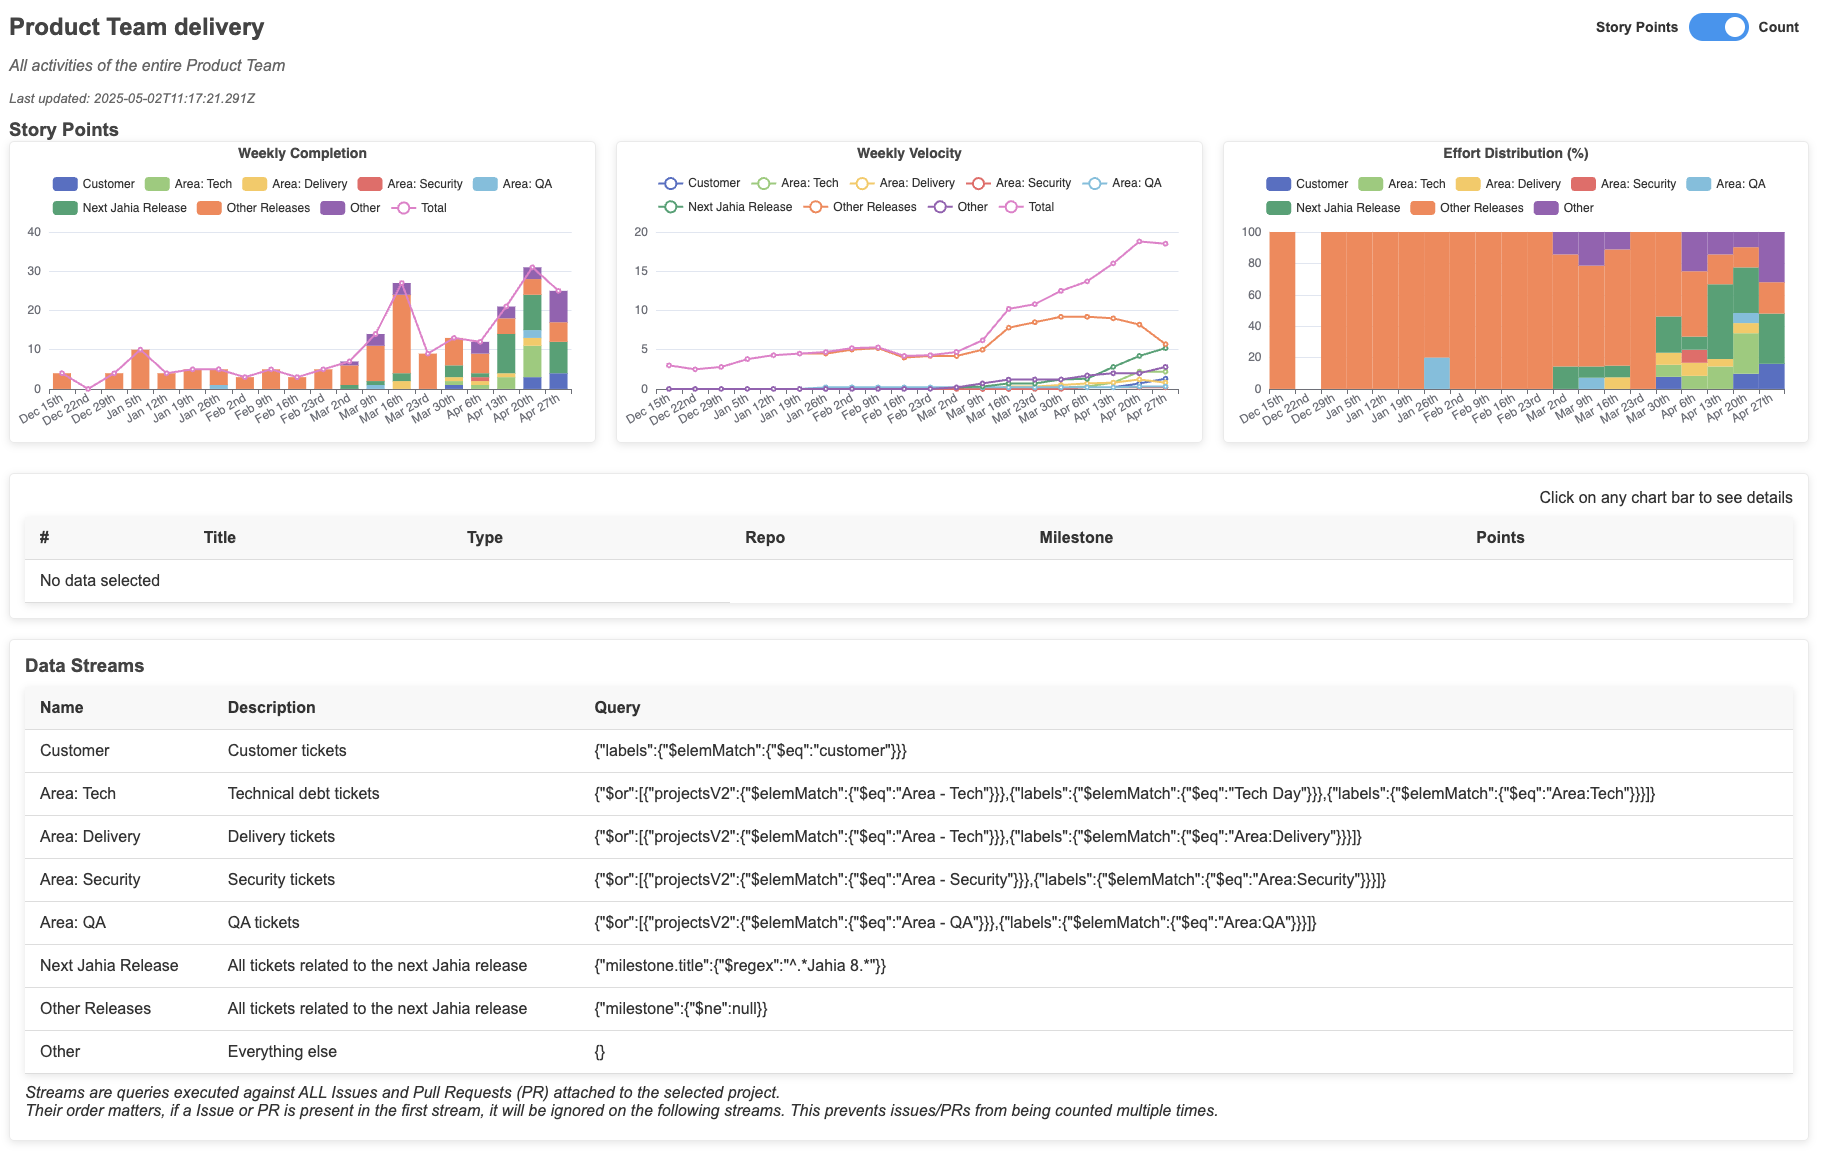 Product Team delivery
Story Points Count
All activities of the entire Product Team
Last updated: 2025-05-02T11:17:21.291Z
Story Points
Weekly Completion
Customer Area: Tech Area: Delivery Area: Security Area: QA
Next Jahia Release Other Releases Other Total
40
30
20
10
0
Dec 15th Dec 22nd Dec 29th Jan 5th Jan 12th Jan 19th Jan 26th Feb 2nd Feb 9th Feb 16th Feb 23rd Mar 2nd Mar 9th Mar 16th Mar 23rd Mar 30th Apr 6th Apr 13th Apr 20th Apr 27th
Weekly Velocity
Customer Area: Tech Area: Delivery Area: Security Area: QA
Next Jahia Release Other Releases Other Total
20
15
10
5
0
Dec 15th Dec 22nd Dec 29th Jan 5th Jan 12th Jan 19th Jan 26th Feb 2nd Feb 9th Feb 16th Feb 23rd Mar 2nd Mar 9th Mar 16th Mar 23rd Mar 30th Apr 6th Apr 13th Apr 20th Apr 27th
Effort Distribution (%)
Customer Area: Tech Area: Delivery Area: Security Area: QA
Next Jahia Release Other Releases Other
100
80
60
40
20
0
Dec 15th Dec 22nd Dec 29th Jan 5th Jan 12th Jan 19th Jan 26th Feb 2nd Feb 9th Feb 16th Feb 23rd Mar 2nd Mar 9th Mar 16th Mar 23rd Mar 30th Apr 6th Apr 13th Apr 20th Apr 27th
Click on any chart bar to see details
# Title Type Repo Milestone Points
No data selected
Data Streams
Name Description Query
Customer Customer tickets {"labels":{"$elemMatch":{"$eq":"customer"}}}
Area: Tech Technical debt tickets {"$or":[{"projectsV2":{"$elemMatch":{"$eq":"Area - Tech"}}},{"labels":{"$elemMatch":{"$eq":"Tech Day"}}},{"labels":{"$elemMatch":{"$eq":"Area:Tech"}}}]}
Area: Delivery Delivery tickets {"$or":[{"projectsV2":{"$elemMatch":{"$eq":"Area - Tech"}}},{"labels":{"$elemMatch":{"$eq":"Area:Delivery"}}}]}
Area: Security Security tickets {"$or":[{"projectsV2":{"$elemMatch":{"$eq":"Area - Security"}}},{"labels":{"$elemMatch":{"$eq":"Area:Security"}}}]}
Area: QA QA tickets {"$or":[{"projectsV2":{"$elemMatch":{"$eq":"Area - QA"}}},{"labels":{"$elemMatch":{"$eq":"Area:QA"}}}]}
Next Jahia Release All tickets related to the next Jahia release {"milestone.title":{"$regex":"^.*Jahia 8.*"}}
Other Releases All tickets related to the next Jahia release {"milestone":{"$ne":null}}
Other Everything else {}
Streams are queries executed against ALL Issues and Pull Requests (PR) attached to the selected project.
Their order matters, if a Issue or PR is present in the first stream, it will be ignored on the following streams. This prevents issues/PRs from being counted multiple times.